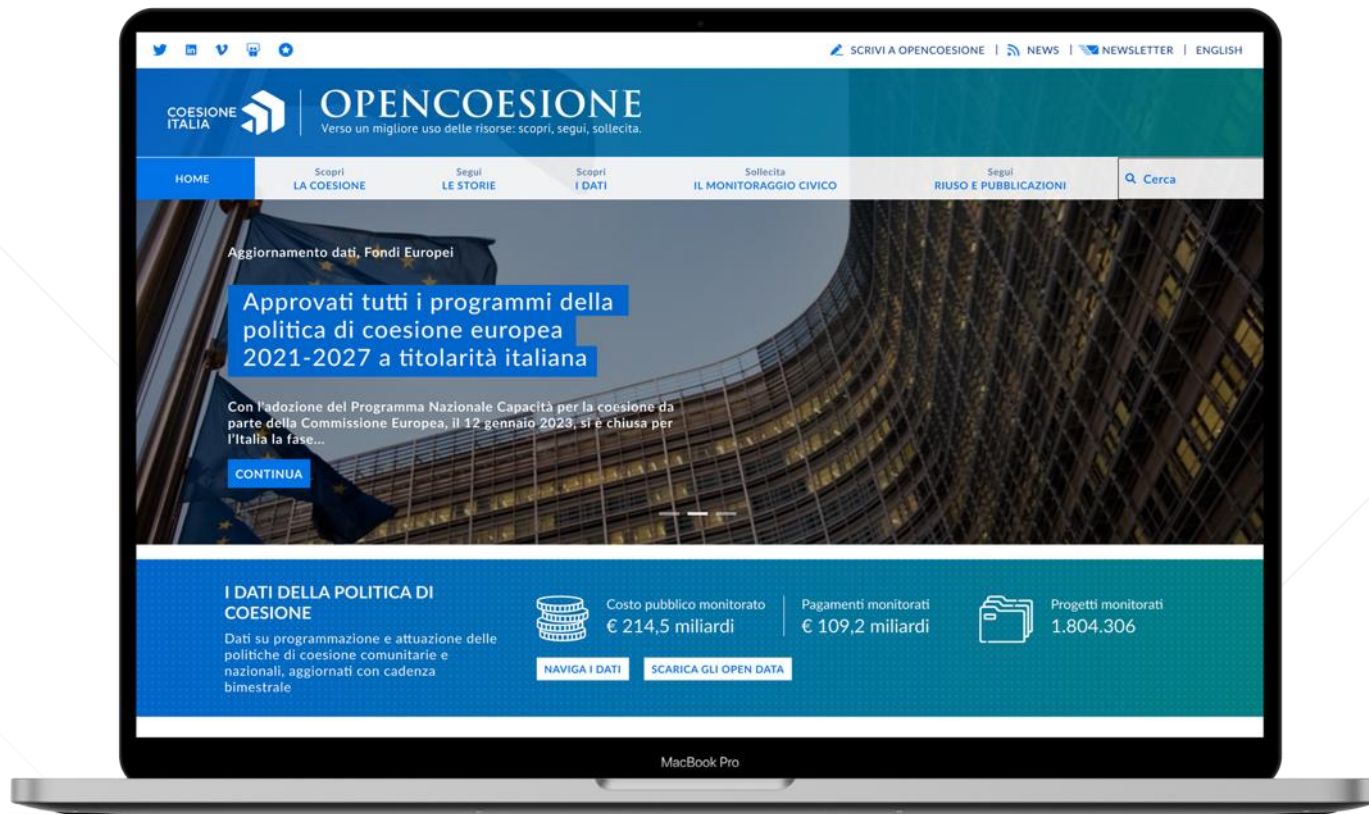 SCRIVI A OPENCOESIONE | NEWS | NEWSLETTER | ENGLISH
COESIONE
ITALIA
OPENCOESIONE
Verso un migliore uso delle risorse: scopri, segui, sollecita.
HOME
Scopri
LA COESIONE
Segui
LE STORIE
Scopri
I DATI
Sollecita
IL MONITORAGGIO CIVICO
Segui
RIUSO E PUBBLICAZIONI
Cerca
Aggiornamento dati, Fondi Europei
Approvati tutti i programmi della
politica di coesione europea
2021-2027 a titolarità italiana
Con l'adozione del Programma Nazionale Capacità per la coesione da
parte della Commissione Europea, il 12 gennaio 2023, si è chiusa per
l'Italia la fase...
CONTINUA
I DATI DELLA POLITICA DI
COESIONE
Dati su programmazione e attuazione delle
politiche di coesione comunitarie e
nazionali, aggiornati con cadenza
bimestrale
Costo pubblico monitorato
€ 214,5 miliardi
Pagamenti monitorati
€ 109,2 miliardi
Progetti monitorati
1.804.306
NAVIGA I DATI
SCARICA GLI OPEN DATA
MacBook Pro